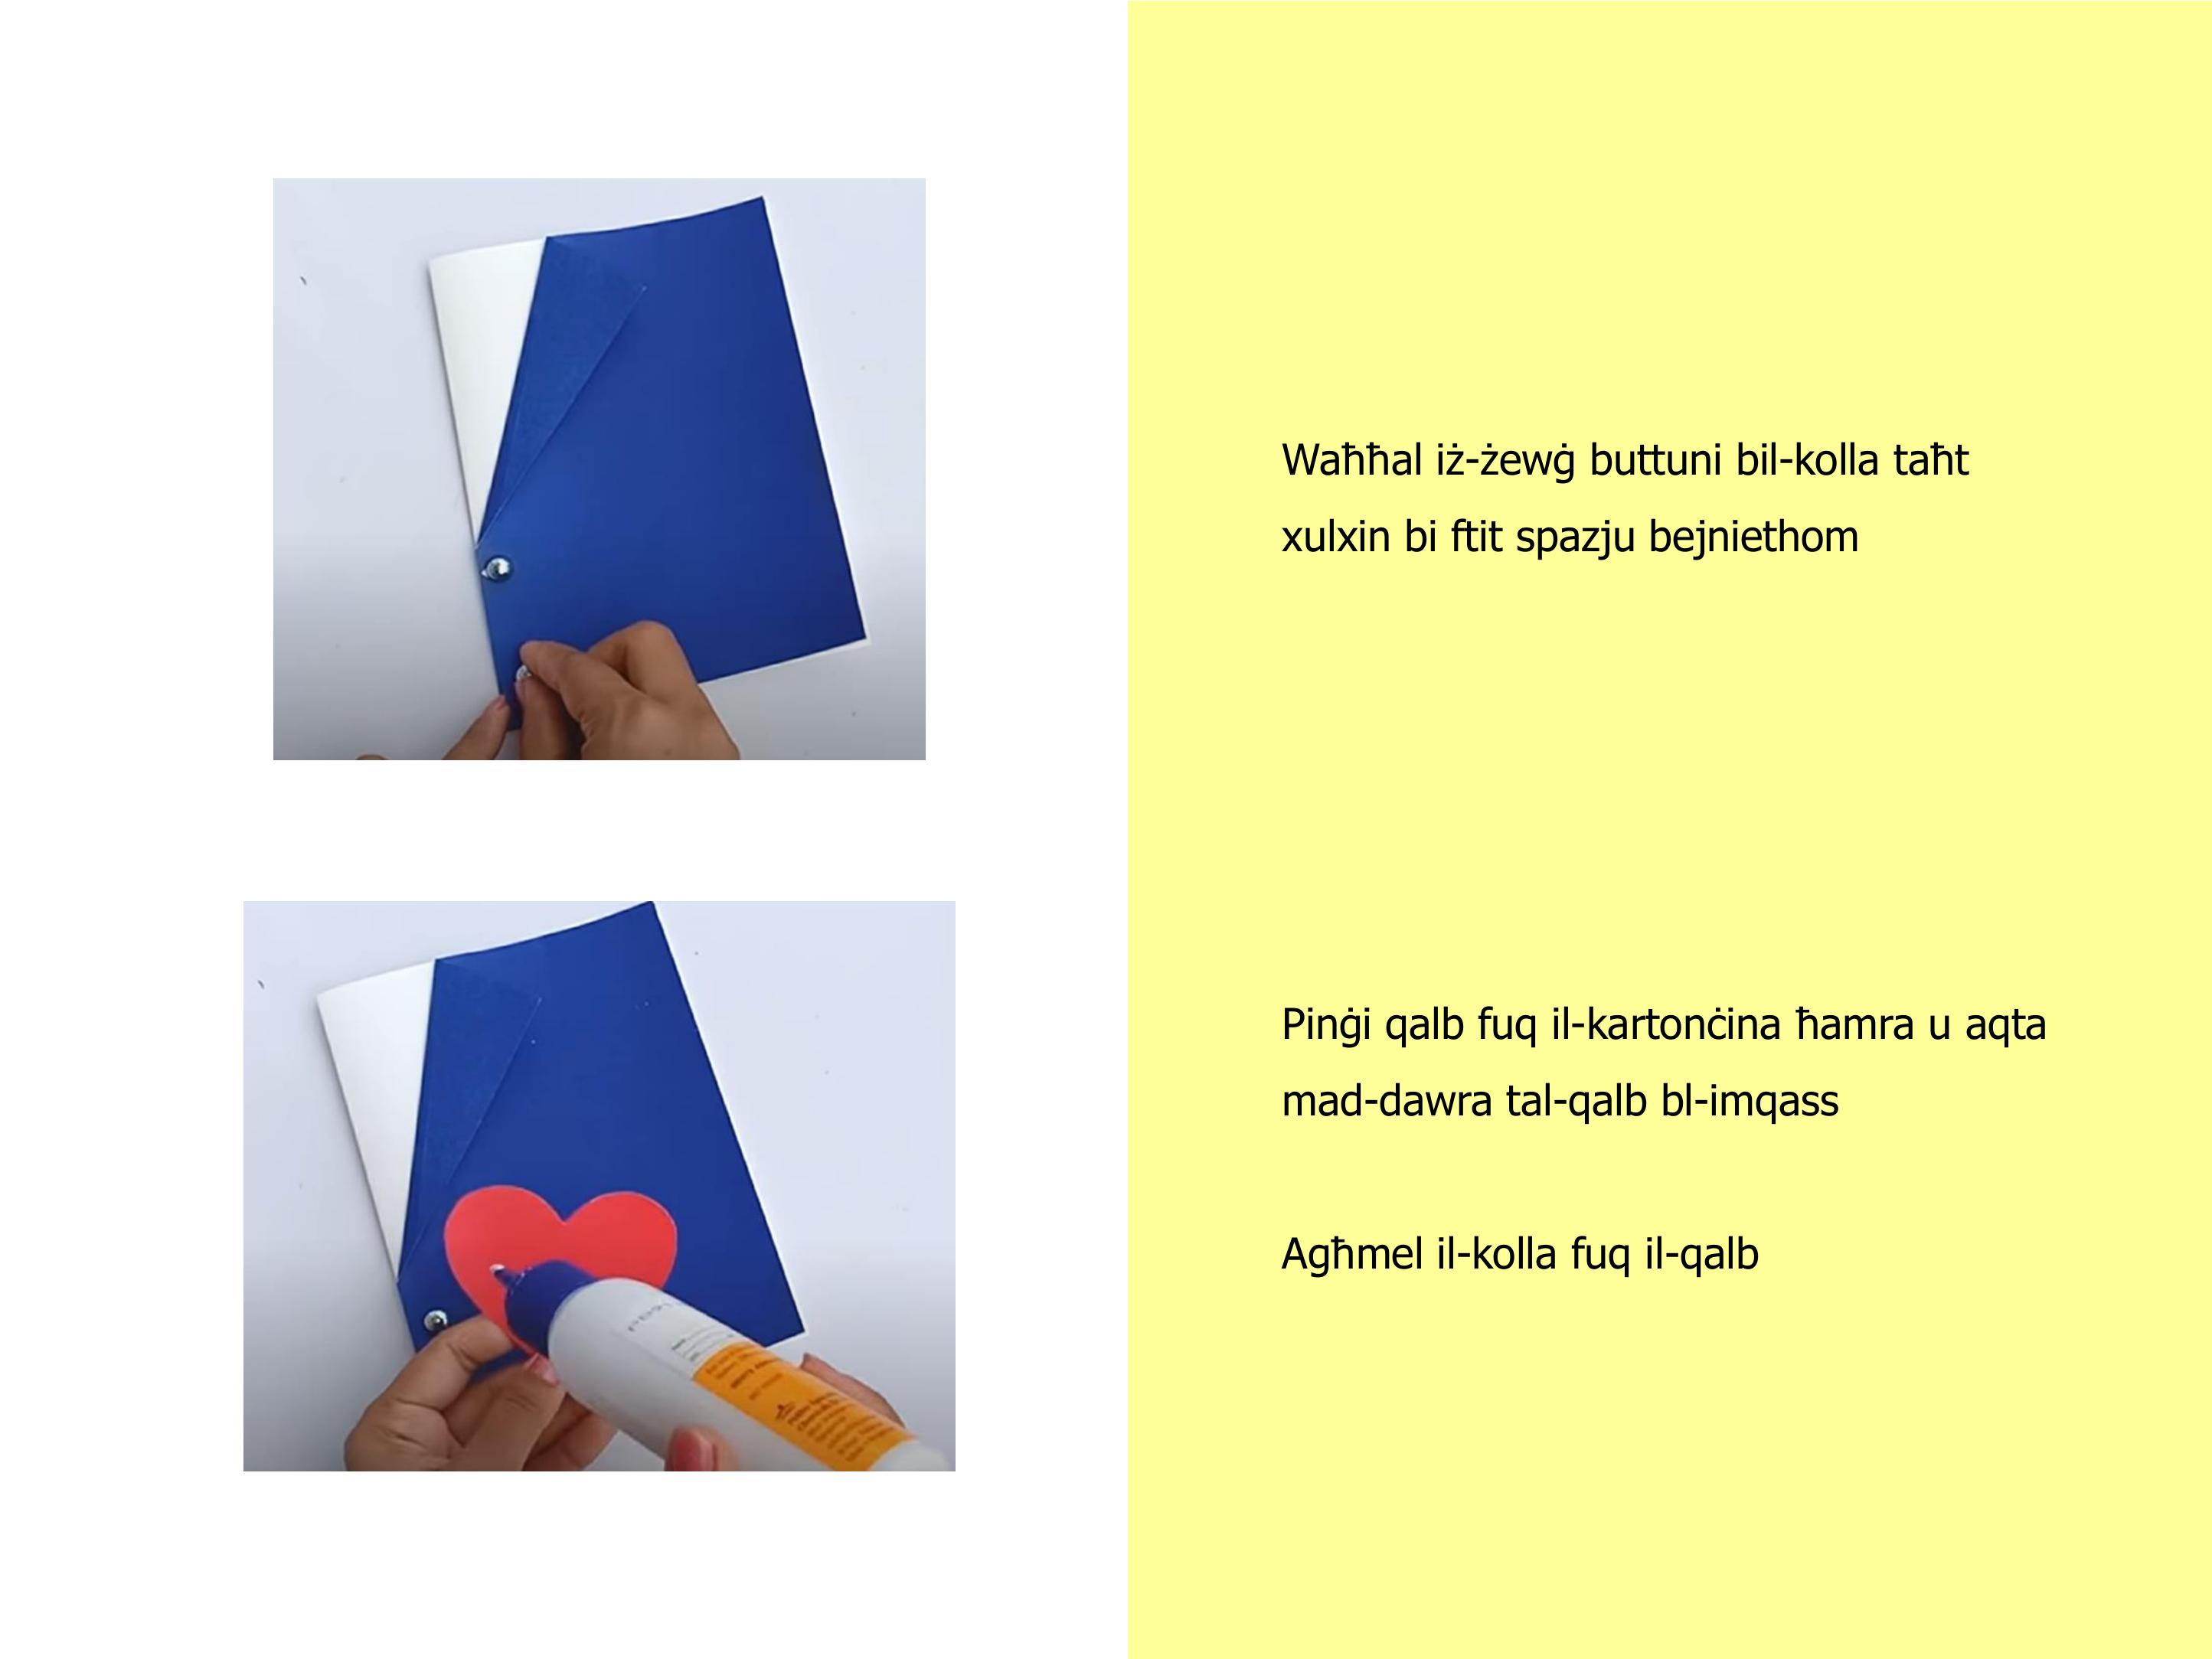 Waħħal iż-żewġ buttuni bil-kolla taħt
xulxin bi ftit spazju bejniethom
Pinġi qalb fuq il-kartonċina ħamra u aqta
mad-dawra tal-qalb bl-imqass
Agħmel il-kolla fuq il-qalb